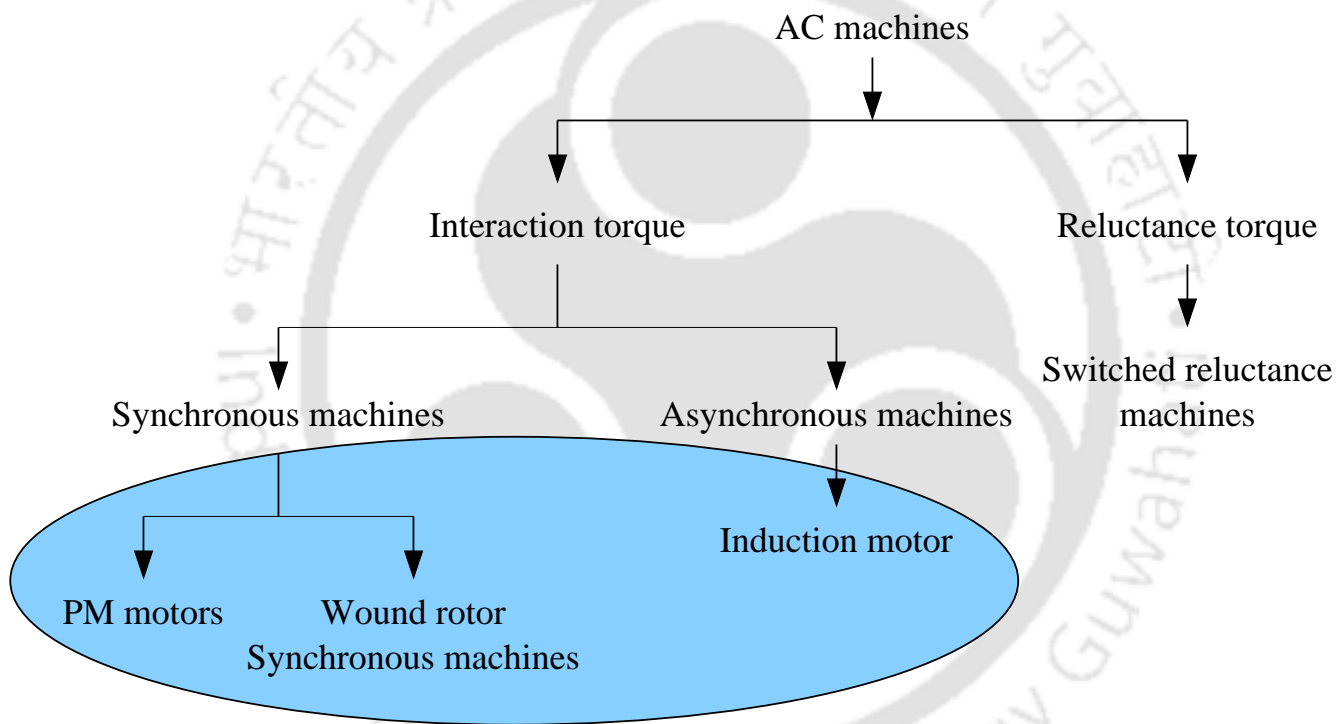 AC machines
Interaction torque
Reluctance torque
Synchronous machines
Asynchronous machines
Switched reluctance
machines
PM motors
Wound rotor
Synchronous machines
Induction motor